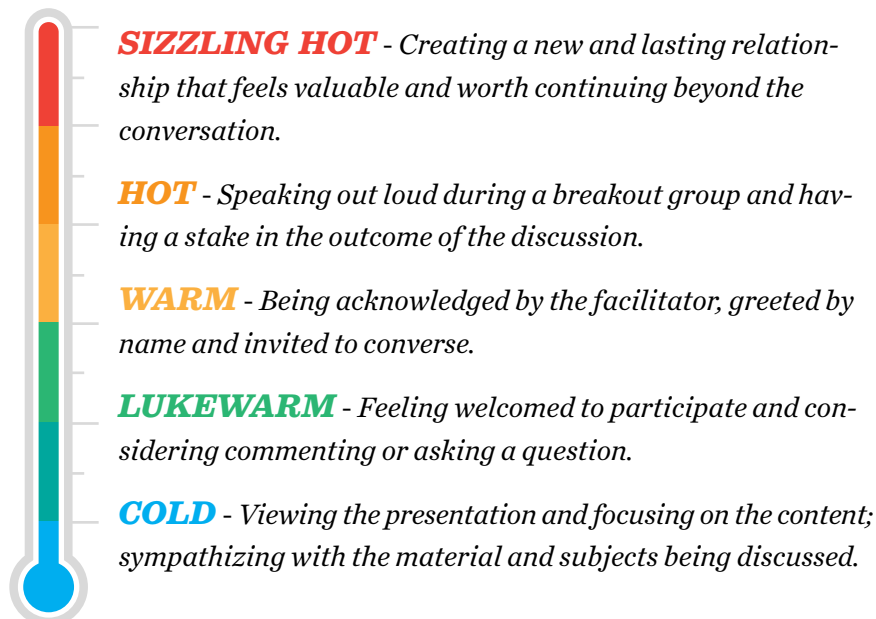 SIZZLING HOT - Creating a new and lasting relation-
ship that feels valuable and worth continuing beyond the
conversation.
HOT - Speaking out loud during a breakout group and hav-
ing a stake in the outcome of the discussion.
WARM - Being acknowledged by the facilitator, greeted by
name and invited to converse.
LUKEWARM - Feeling welcomed to participate and con-
sidering commenting or asking a question.
COLD - Viewing the presentation and focusing on the content;
sympathizing with the material and subjects being discussed.